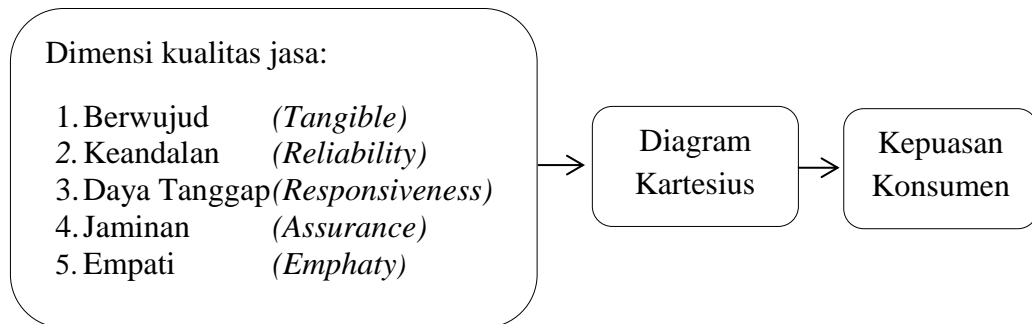 Dimensi kualitas jasa:
1. Berwujud (Tangible)
2. Keandalan (Reliability)
3. Daya Tanggap (Responsiveness)
4. Jaminan (Assurance)
5. Empati (Emphaty)
Diagram
Kartesius
Kepuasan
Konsumen